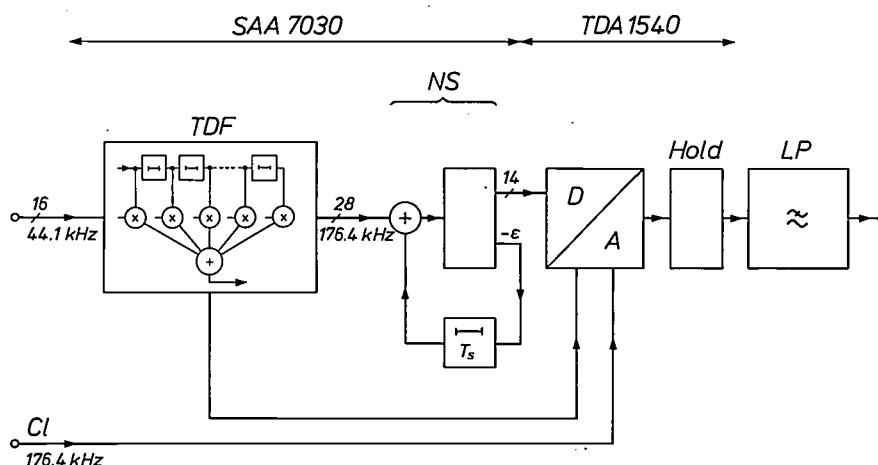 SAA 7030
TDA 1540
NS
TDF
Hold
LP
16
44.1 kHz
28
176.4 kHz
+
14
-ε
D
A
≈
x x x x x
+
Ts
Cl
176.4 kHz